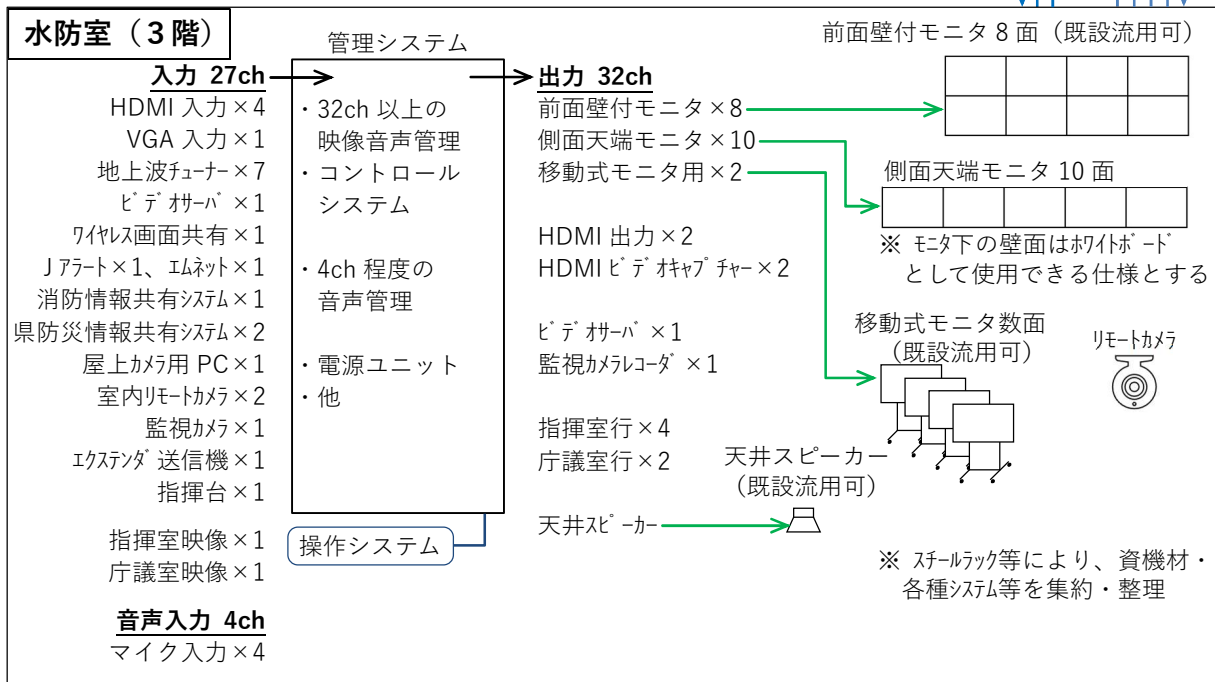 水防室（３階）
管理システム
入力 27ch
HDMI 入力×4
VGA 入力×1
地上波ﾁｭｰﾅｰ×7
ﾋﾞﾃﾞｵｻｰﾊﾞ×1
ﾜｲﾔﾚｽ画面共有×1
Ｊｱﾗｰﾄ×1、ｴﾑﾈｯﾄ×1
消防情報共有ｼｽﾃﾑ×1
県防災情報共有ｼｽﾃﾑ×2
屋上ｶﾒﾗ用 PC×1
室内ﾘﾓｰﾄｶﾒﾗ×2
監視ｶﾒﾗ×1
ｴｸｽﾃﾝﾀﾞ送信機×1
指揮台×1
指揮室映像×1
庁議室映像×1
音声入力 4ch
マイク入力×4
・32ch 以上の
映像音声管理
・コントロール
システム
・4ch 程度の
音声管理
・電源ユニット
・他
操作システム
出力 32ch
前面壁付モニタ×8
側面天端モニタ×10
移動式モニタ用×2
HDMI 出力×2
HDMI ﾋﾞﾃﾞｵｷｬﾌﾟﾁｬｰ×2
ﾋﾞﾃﾞｵｻｰﾊﾞ×1
監視ｶﾒﾗﾚｺｰﾀﾞ×1
指揮室行×4
庁議室行×2
天井ｽﾋﾟｰｶｰ
前面壁付モニタ 8 面（既設流用可）
側面天端モニタ 10 面
※ ﾓﾆﾀ下の壁面はﾎﾜｲﾄﾎﾞｰﾄﾞ
として使用できる仕様とする
移動式モニタ数面
（既設流用可）
ﾘﾓｰﾄｶﾒﾗ
天井スピーカー
（既設流用可）
※ ｽﾁｰﾙﾗｯｸ等により、資機材・
各種ｼｽﾃﾑ等を集約・整理